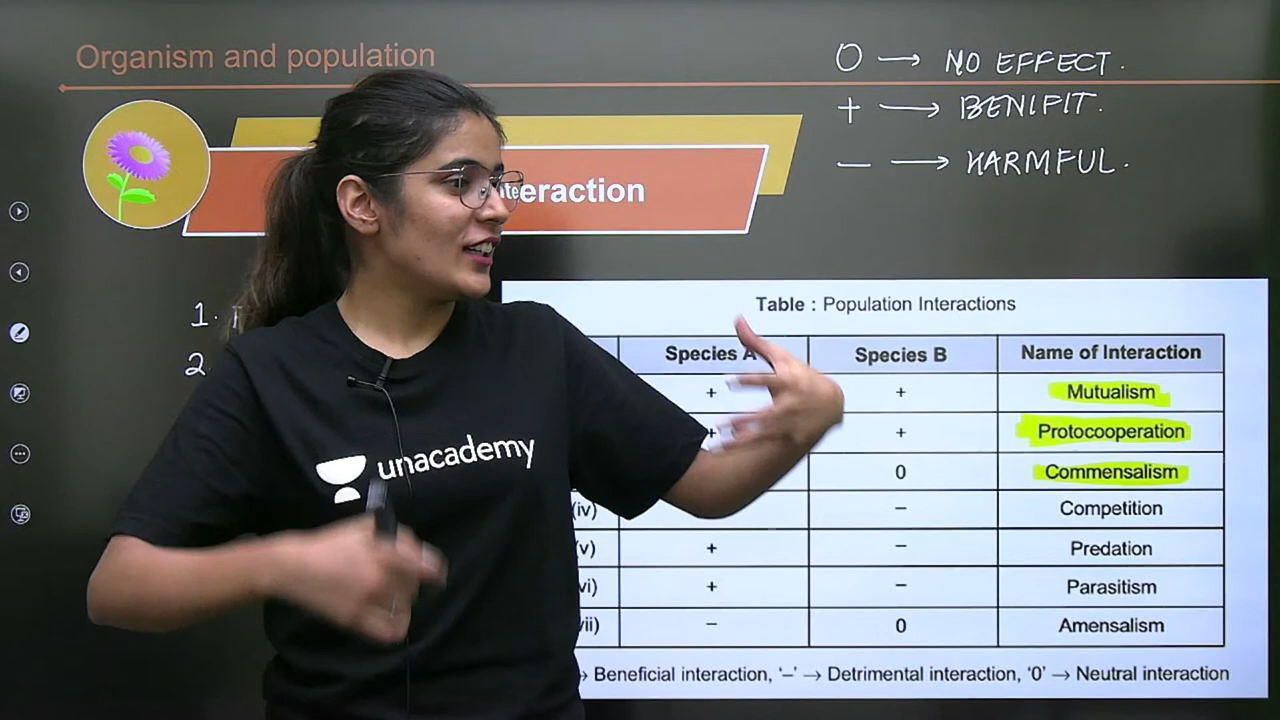 Organism and population
0 → NO EFFECT.
+ → BENIFIT.
— → HARMFUL.
eraction
1.
2.
unacademy
Table : Population Interactions
Species A Species B Name of Interaction
+ + Mutualism
+ + Protocooperation
0 Commensalism
(iv) – Competition
(v) + – Predation
(vi) + – Parasitism
(vii) – 0 Amensalism
→ Beneficial interaction, ‘–’ → Detrimental interaction, ‘0’ → Neutral interaction